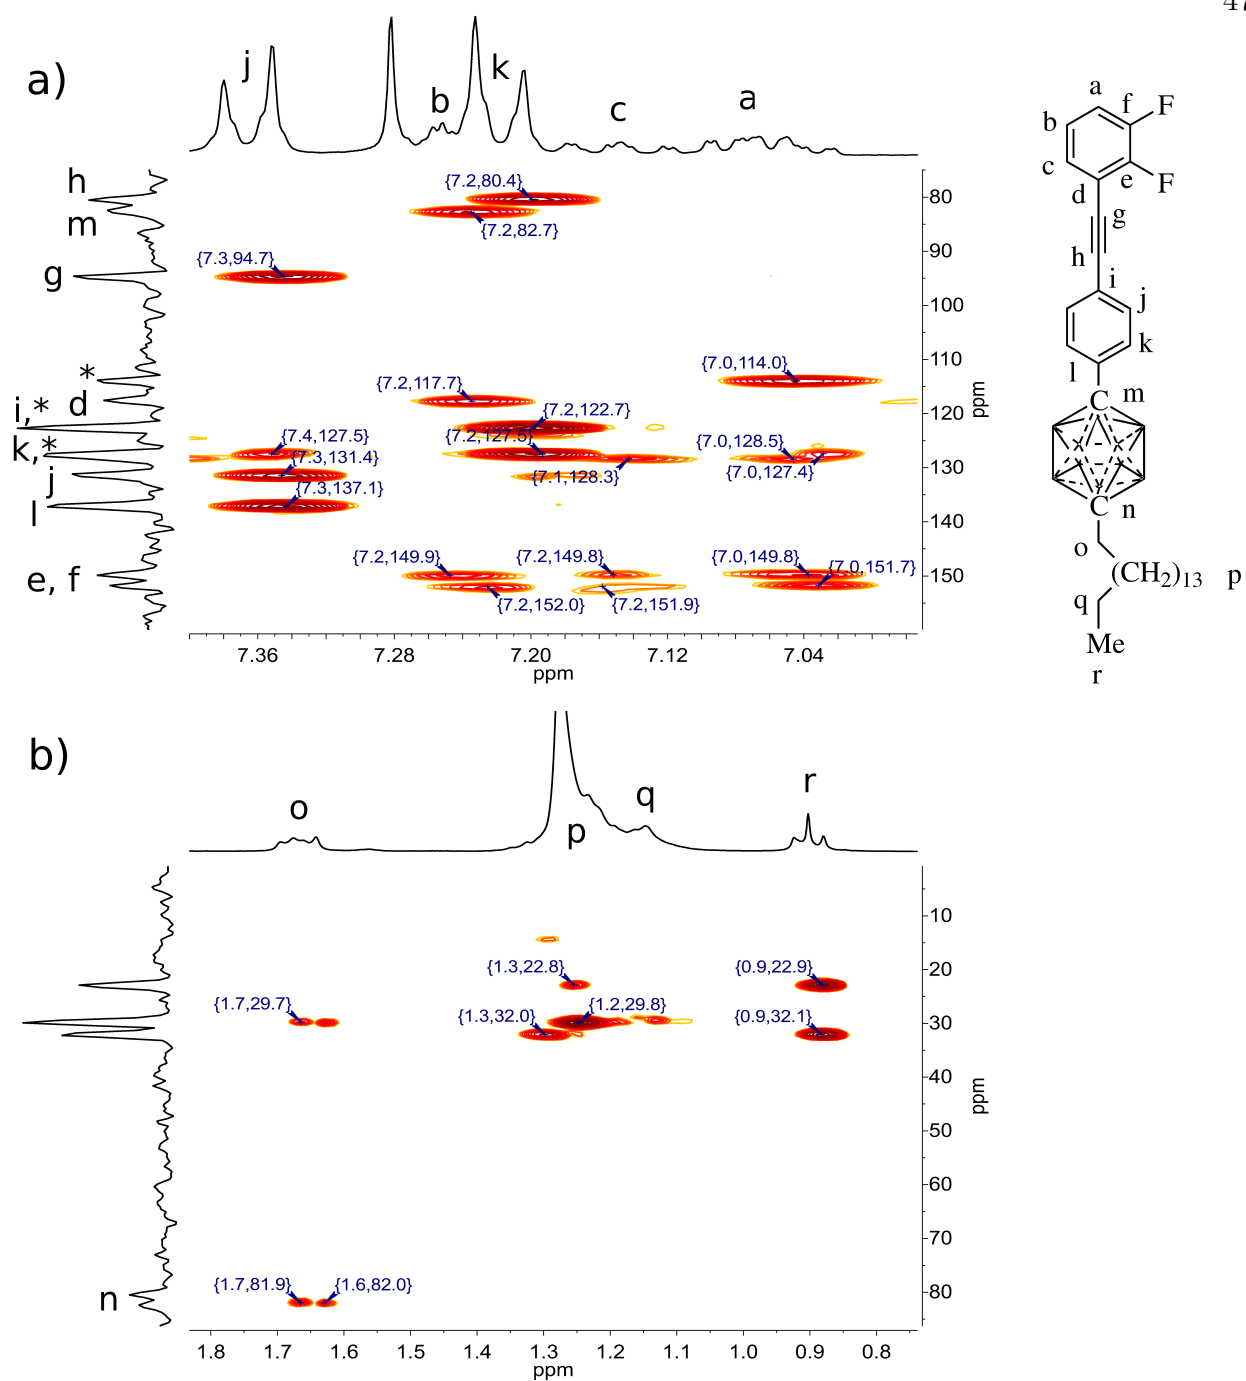 a)
j
b
k
c
a
h
m
g
*
d
i,*
k,*
j
l
e, f
{7.2,80.4}
{7.2,82.7}
{7.3,94.7}
{7.0,114.0}
{7.2,117.7}
{7.2,122.7}
{7.4,127.5}
{7.2,127.5}
{7.0,128.5}
{7.3,131.4}
{7.1,128.3}
{7.0,127.4}
{7.3,137.1}
{7.2,149.9}
{7.2,149.8}
{7.0,149.8}
{7.0,151.7}
{7.2,152.0}
{7.2,151.9}
80
90
100
110
120
130
140
150
ppm
7.36
7.28
7.20
7.12
7.04
ppm
a
f
F
b
c
e
F
d
g
h
i
j
k
l
C
m
C
n
o
(CH2)13
p
q
Me
r
b)
o
p
q
r
n
{1.3,22.8}
{0.9,22.9}
{1.7,29.7}
{1.2,29.8}
{1.3,32.0}
{0.9,32.1}
{1.7,81.9}
{1.6,82.0}
10
20
30
40
50
60
70
80
ppm
1.8
1.7
1.6
1.5
1.4
1.3
1.2
1.1
1.0
0.9
0.8
ppm